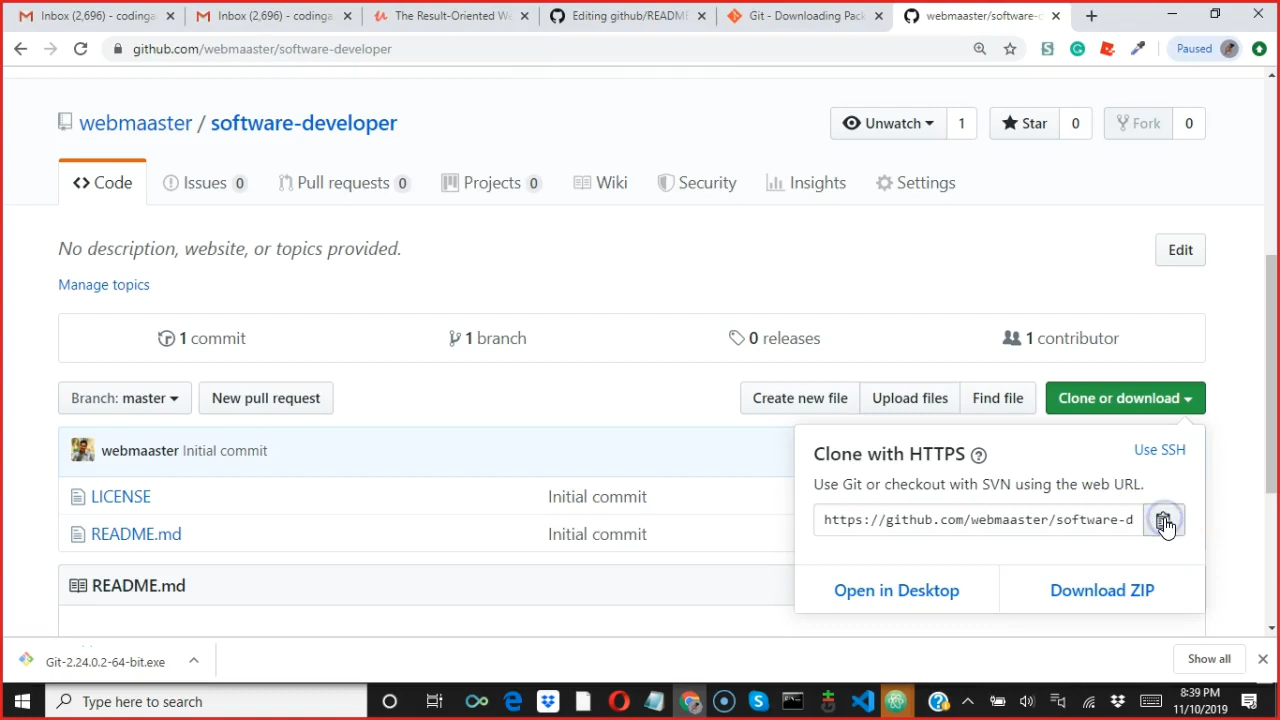 Inbox (2,696) - codinga
Inbox (2,696) - codinga
The Result-Oriented W
Editing github/README
Git - Downloading Pack
webmaaster/software-d
github.com/webmaaster/software-developer
Paused
webmaaster / software-developer
Unwatch 1
Star 0
Fork 0
Code
Issues 0
Pull requests 0
Projects 0
Wiki
Security
Insights
Settings
No description, website, or topics provided.
Edit
Manage topics
1 commit
1 branch
0 releases
1 contributor
Branch: master
New pull request
Create new file
Upload files
Find file
Clone or download
webmaaster Initial commit
LICENSE Initial commit
README.md Initial commit
README.md
Clone with HTTPS
Use SSH
Use Git or checkout with SVN using the web URL.
https://github.com/webmaaster/software-d
Open in Desktop
Download ZIP
Git-2.24.0.2-64-bit.exe
Show all
Type here to search
8:39 PM
11/10/2019